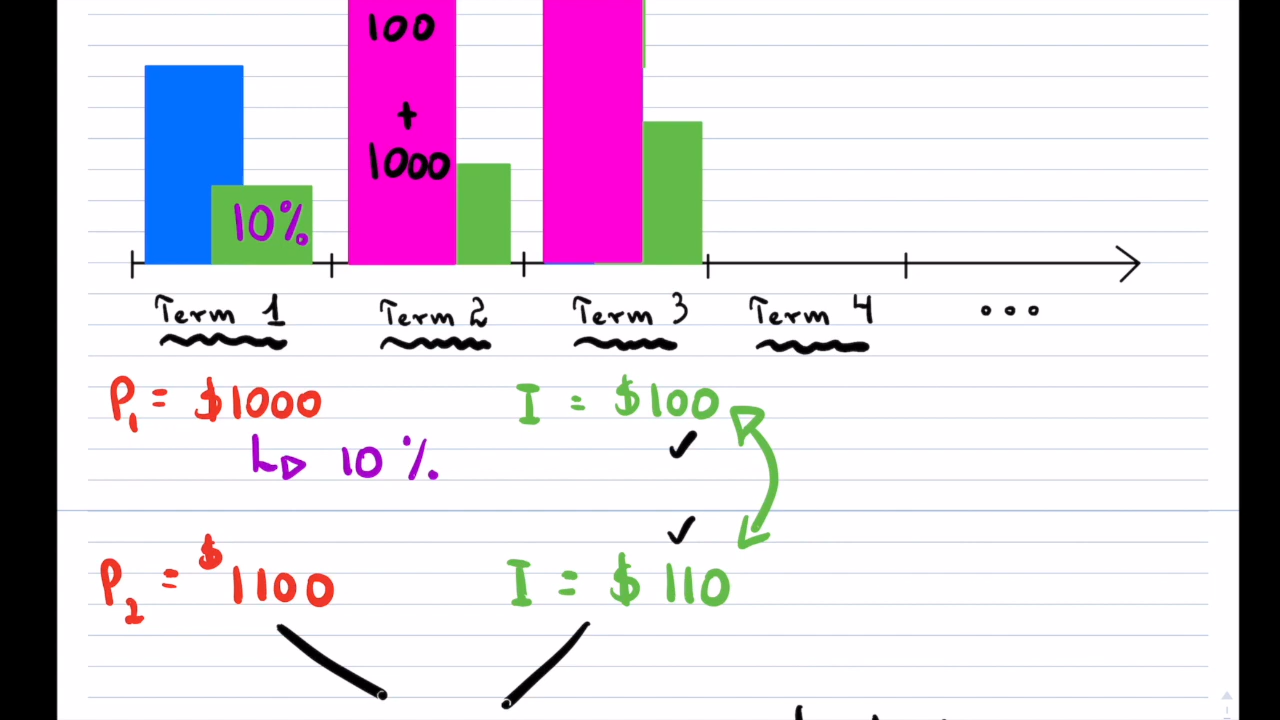 100
+
1000
10%
Term 1 Term 2 Term 3 Term 4 ...
P₁ = $1000 I = $100
10 %
P₂ = $1100 I = $110